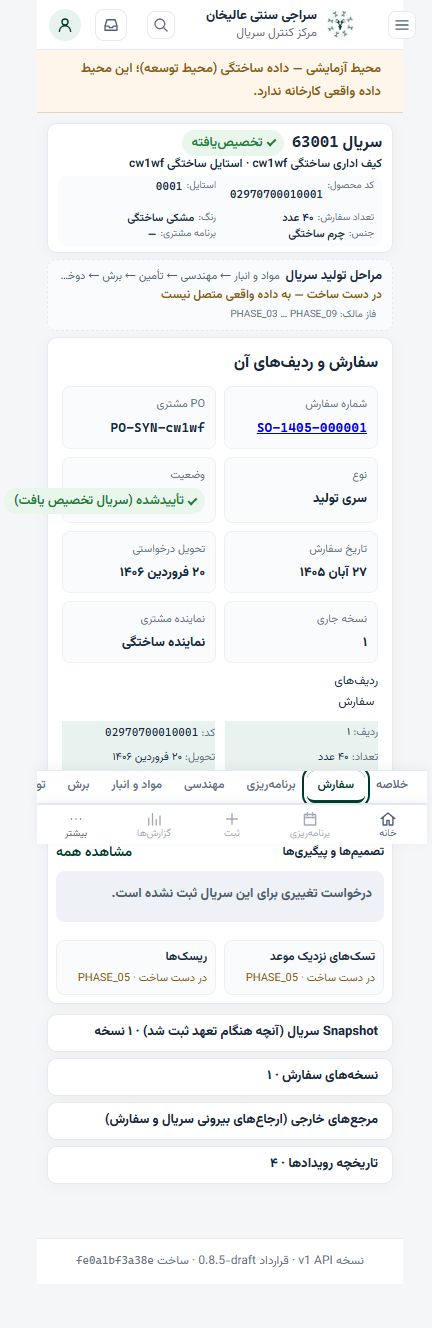 سراجی سنتی عالیخان
مرکز کنترل سریال
محیط آزمایشی — داده ساختگی (محیط توسعه)؛ این محیط
داده واقعی کارخانه ندارد.
سریال 63001 تخصیص‌یافته
کیف اداری ساختگی cw1wf · استایل ساختگی cw1wf
کد محصول: 02970700010001
استایل: 0001
تعداد سفارش: ۴۰ عدد
رنگ: مشکی ساختگی
جنس: چرم ساختگی
برنامه مشتری: —
مراحل تولید سریال مواد و انبار ← مهندسی ← تأمین ← برش ← دوخـ...
در دست ساخت — به داده واقعی متصل نیست
فاز مالک: PHASE_03 … PHASE_09
سفارش و ردیف‌های آن
شماره سفارش
SO-1405-000001
PO مشتری
PO-SYN-cw1wf
نوع
سری تولید
وضعیت
تأییدشده (سریال تخصیص یافت)
تاریخ سفارش
۲۷ آبان ۱۴۰۵
تحویل درخواستی
۲۰ فروردین ۱۴۰۶
نسخه جاری
۱
نماینده مشتری
نماینده ساختگی
ردیف‌های
سفارش
ردیف: ۱
کد: 02970700010001
تعداد: ۴۰ عدد
تحویل: ۲۰ فروردین ۱۴۰۶
خلاصه سفارش برنامه‌ریزی مهندسی مواد و انبار برش تو
خانه برنامه‌ریزی ثبت گزارش‌ها بیشتر
تصمیم‌ها و پیگیری‌ها
مشاهده همه
درخواست تغییری برای این سریال ثبت نشده است.
تسک‌های نزدیک موعد
در دست ساخت · PHASE_05
ریسک‌ها
در دست ساخت · PHASE_05
Snapshot سریال (آنچه هنگام تعهد ثبت شد) · ۱ نسخه
نسخه‌های سفارش · ۱
مرجع‌های خارجی (ارجاع‌های بیرونی سریال و سفارش)
تاریخچه رویدادها · ۴
نسخه v1 API · قرارداد 0.8.5-draft · ساخت fe0a1bf3a38e